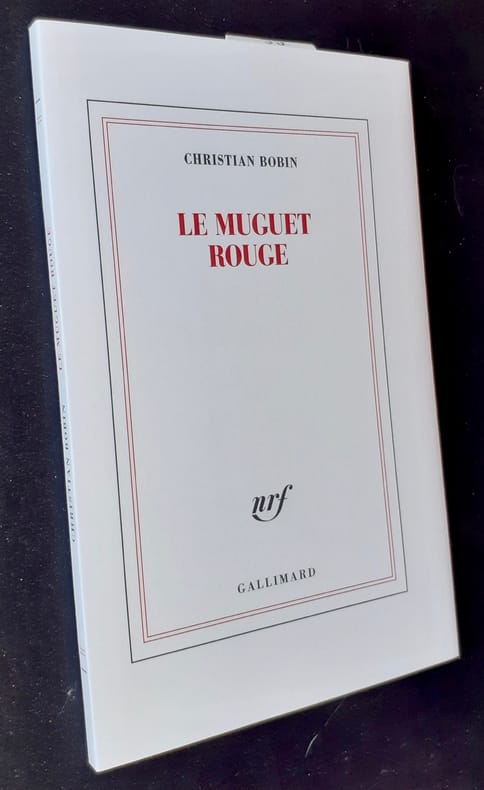 CHRISTIAN BOBIN
LE MUGUET
ROUGE
nrf
GALLIMARD
CHRISTIAN BOBIN LE MUGUET ROUGE